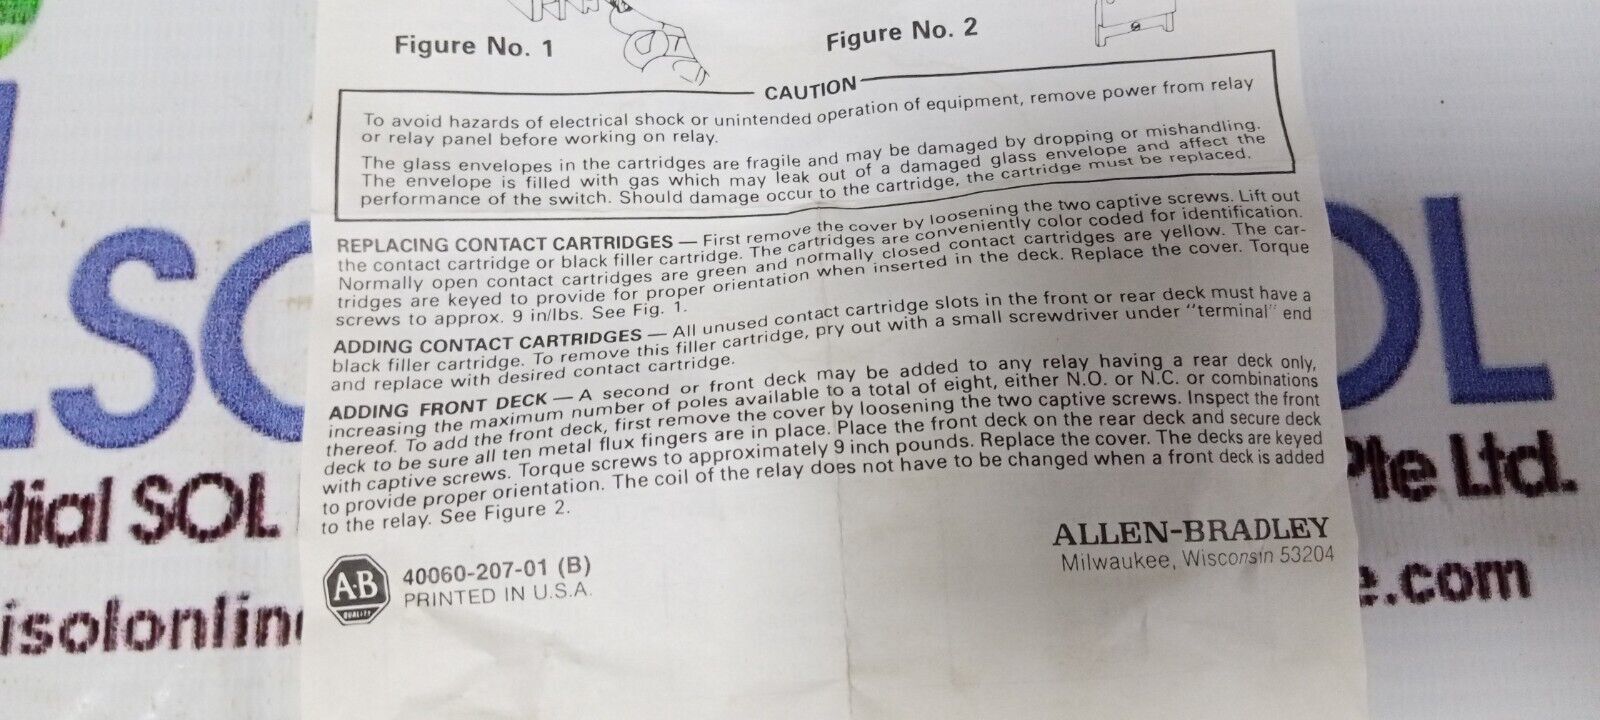 Figure No. 1
Figure No. 2
CAUTION
To avoid hazards of electrical shock or unintended operation of equipment, remove power from relay
or relay panel before working on relay.
The glass envelopes in the cartridges are fragile and may be damaged by dropping or mishandling.
The envelope is filled with gas which may leak out of a damaged glass envelope and affect the
performance of the switch. Should damage occur to the cartridge, the cartridge must be replaced.
REPLACING CONTACT CARTRIDGES — First remove the cover by loosening the two captive screws. Lift out
the contact cartridge or black filler cartridge. The cartridges are conveniently color coded for identification.
Normally open contact cartridges are green and normally closed contact cartridges are yellow. The car-
tridges are keyed to provide for proper orientation when inserted in the deck. Replace the cover. Torque
screws to approx. 9 in/lbs. See Fig. 1.
ADDING CONTACT CARTRIDGES — All unused contact cartridge slots in the front or rear deck must have a
black filler cartridge. To remove this filler cartridge, pry out with a small screwdriver under "terminal" end
and replace with desired contact cartridge.
ADDING FRONT DECK — A second or front deck may be added to any relay having a rear deck only,
increasing the maximum number of poles available to a total of eight, either N.O. or N.C. or combinations
thereof. To add the front deck, first remove the cover by loosening the two captive screws. Inspect the front
deck to be sure all ten metal flux fingers are in place. Place the front deck on the rear deck and secure deck
with captive screws. Torque screws to approximately 9 inch pounds. Replace the cover. The decks are keyed
to provide proper orientation. The coil of the relay does not have to be changed when a front deck is added
to the relay. See Figure 2.
A-B
QUALITY
40060-207-01 (B)
PRINTED IN U.S.A.
ALLEN-BRADLEY
Milwaukee, Wisconsin 53204
SOL
Pte Ltd.
.com